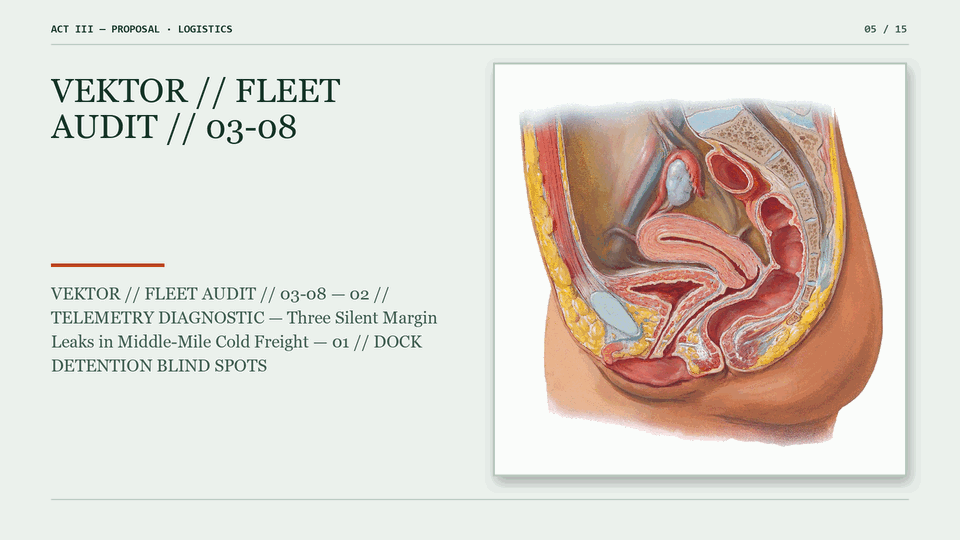 ACT III — PROPOSAL · LOGISTICS
05 / 15
VEKTOR // FLEET
AUDIT // 03-08
VEKTOR // FLEET AUDIT // 03-08 — 02 //
TELEMETRY DIAGNOSTIC — Three Silent Margin
Leaks in Middle-Mile Cold Freight — 01 // DOCK
DETENTION BLIND SPOTS